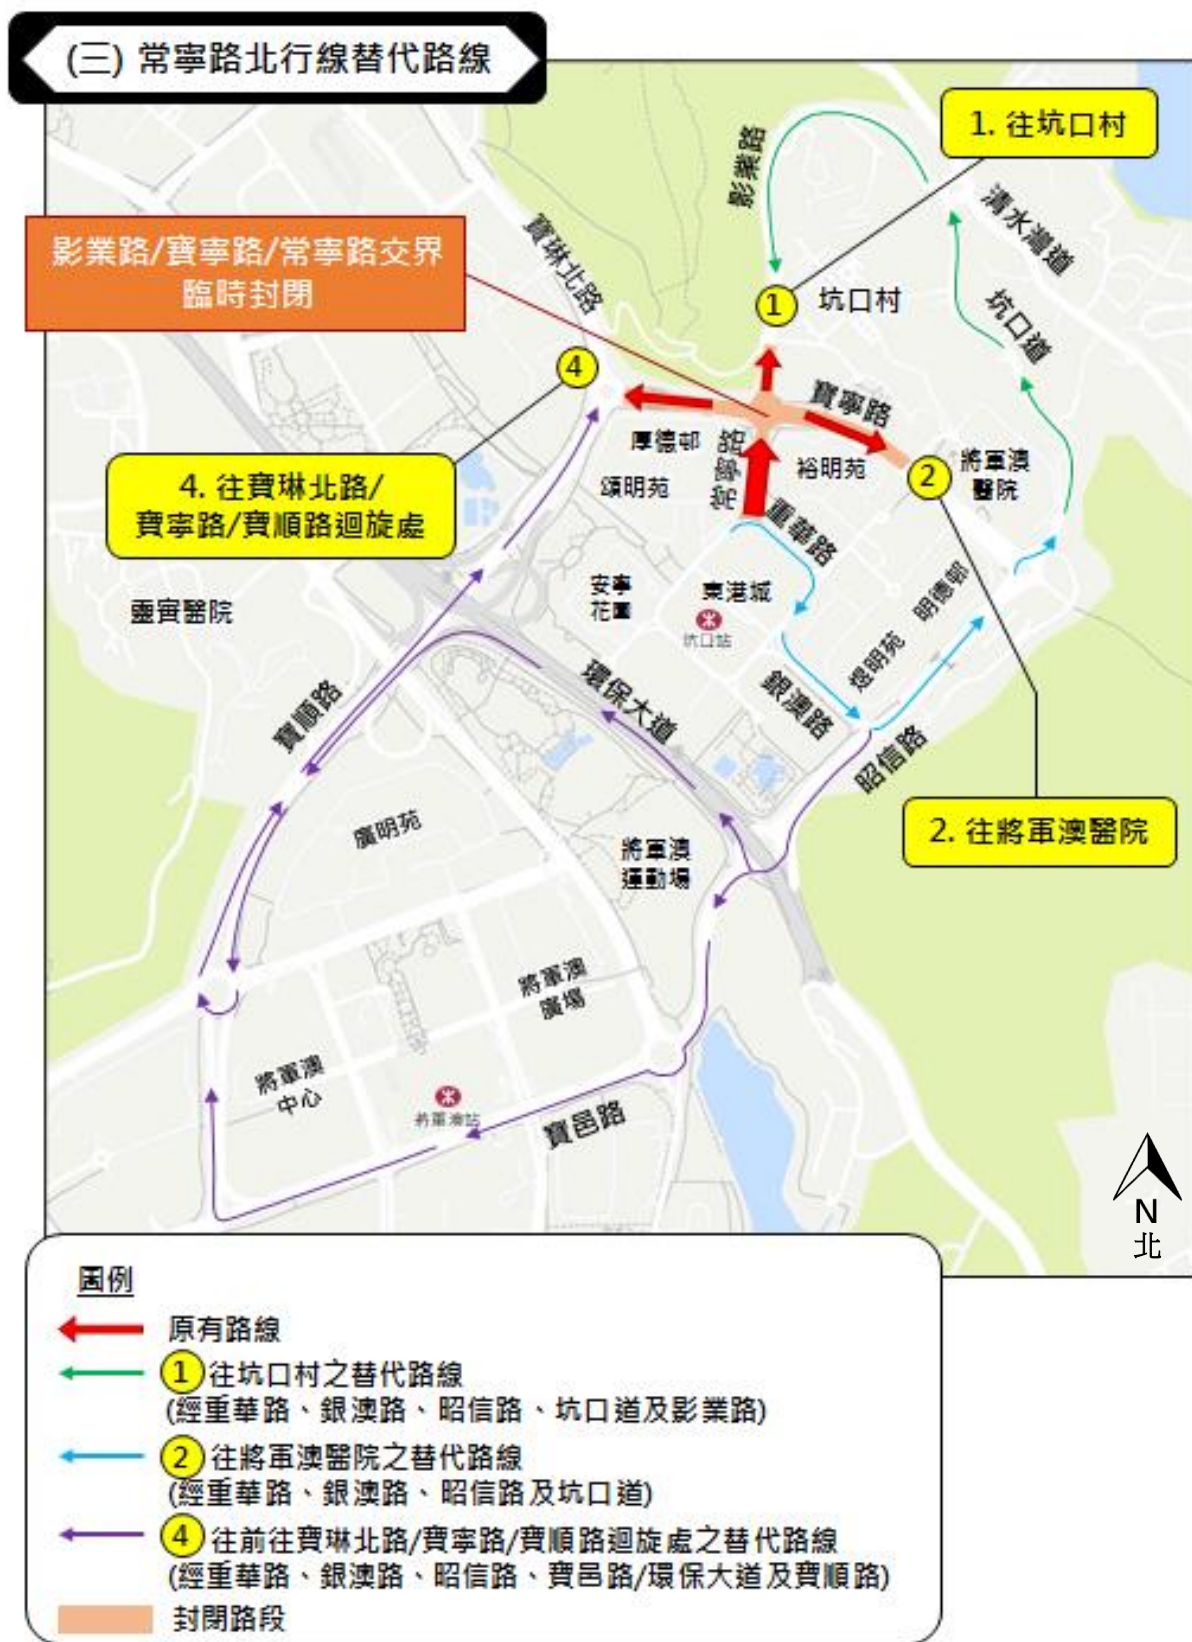 (三) 常寧路北行線替代路線
1. 往坑口村
影業路
清水灣道
寶琳北路
影業路/寶寧路/常寧路交界
臨時封閉
1
坑口村
坑口道
4
寶寧路
厚德邨
常寧路
裕明苑
2
將軍澳
醫院
4. 往寶琳北路/
寶寧路/寶順路迴旋處
頌明苑
重華路
安寧
花園
東港城
坑口站
明德邨
靈實醫院
煜明苑
環保大道
銀澳路
寶順路
昭信路
2. 往將軍澳醫院
廣明苑
將軍澳
運動場
將軍澳
廣場
將軍澳
中心
將軍澳站
寶邑路
N
北
圖例
原有路線
1 往坑口村之替代路線
(經重華路、銀澳路、昭信路、坑口道及影業路)
2 往將軍澳醫院之替代路線
(經重華路、銀澳路、昭信路及坑口道)
4 往前往寶琳北路/寶寧路/寶順路迴旋處之替代路線
(經重華路、銀澳路、昭信路、寶邑路/環保大道及寶順路)
封閉路段